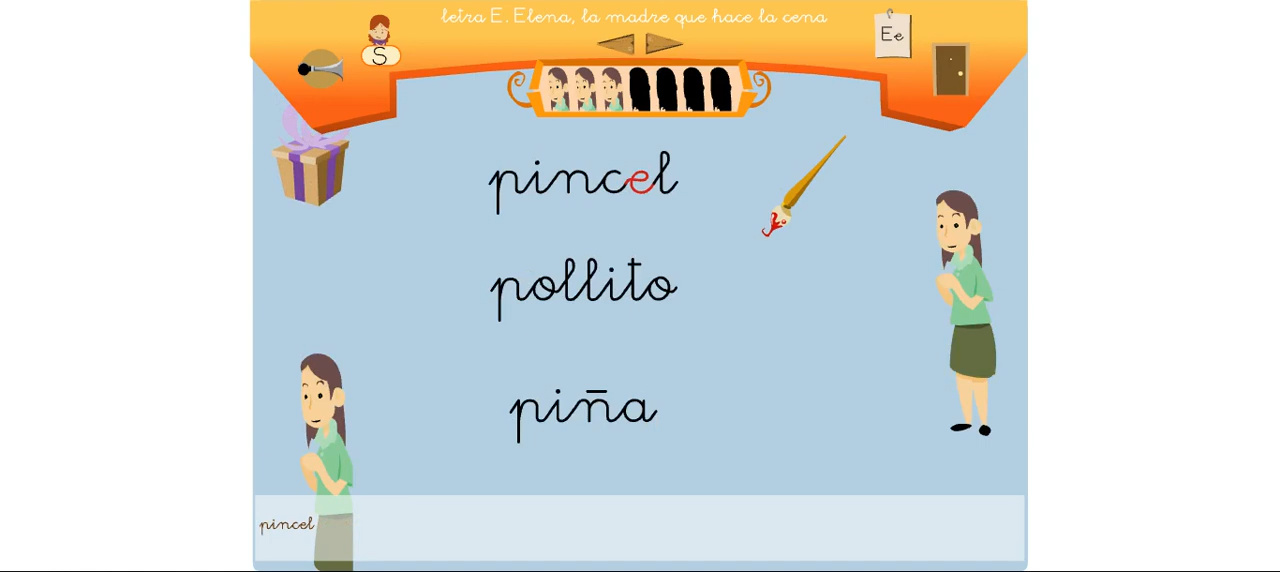 letra E. Elena, la madre que hace la cena
S
Ee
pincel
pollito
piña
pincel